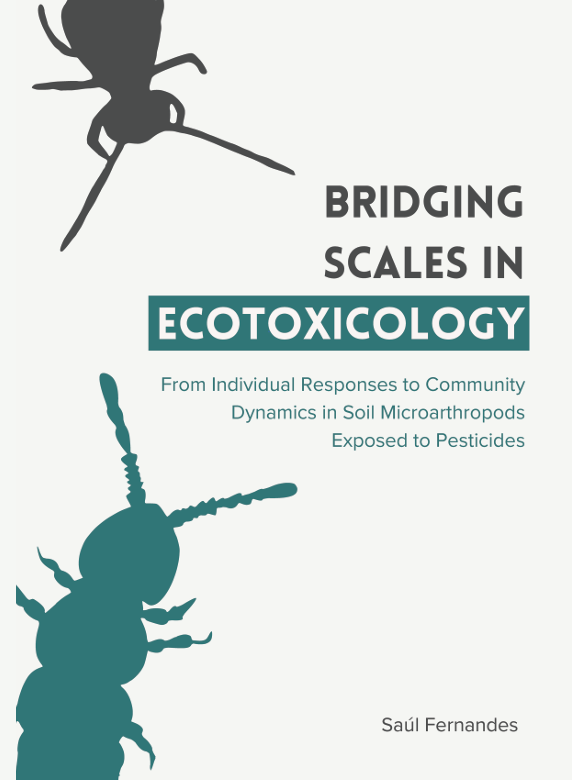 BRIDGING
SCALES IN
ECOTOXICOLOGY
From Individual Responses to Community
Dynamics in Soil Microarthropods
Exposed to Pesticides
Saúl Fernandes